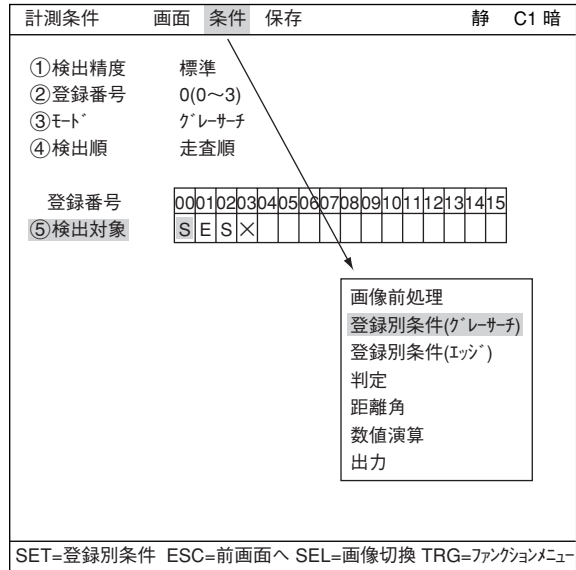 計測条件 画面 条件 保存 静 C1 暗
①検出精度 標準
②登録番号 0(0～3)
③ﾓｰﾄﾞ ｸﾞﾚｰｻｰﾁ
④検出順 走査順
登録番号 00 01 02 03 04 05 06 07 08 09 10 11 12 13 14 15
⑤検出対象 S E S ×
画像前処理
登録別条件(ｸﾞﾚｰｻｰﾁ)
登録別条件(ｴｯｼﾞ)
判定
距離角
数値演算
出力
SET=登録別条件 ESC=前画面へ SEL=画像切換 TRG=ﾌｧﾝｸｼｮﾝﾒﾆｭｰ